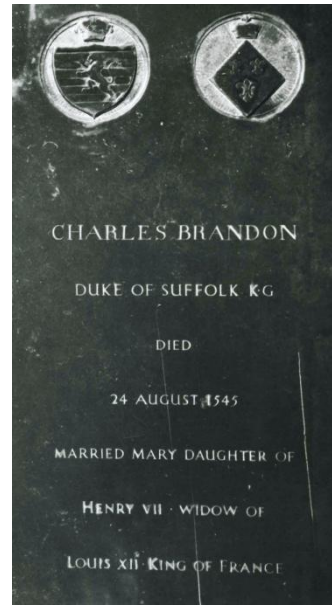 CHARLES BRANDON
DUKE OF SUFFOLK K·G
DIED
24 AUGUST 1545
MARRIED MARY DAUGHTER OF
HENRY VII · WIDOW OF
LOUIS XII · KING OF FRANCE